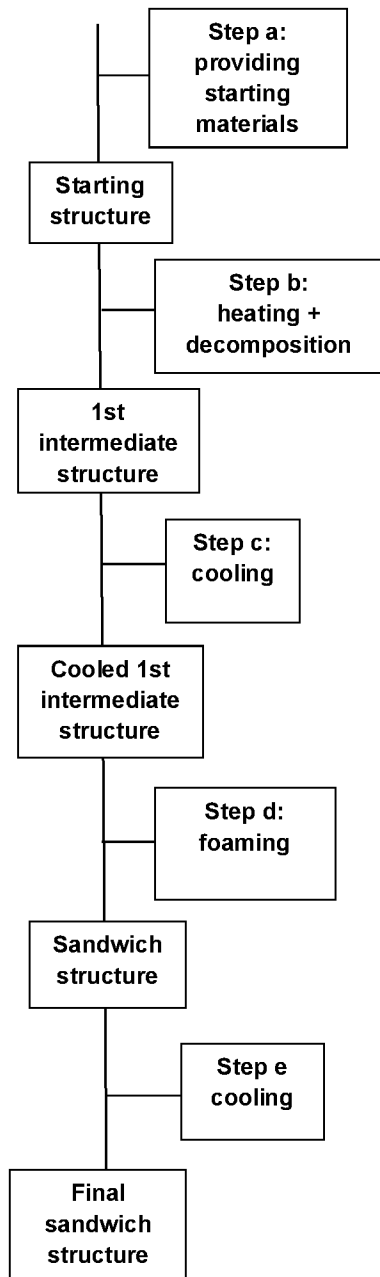 Step a:
providing
starting
materials
Starting
structure
Step b:
heating +
decomposition
1st
intermediate
structure
Step c:
cooling
Cooled 1st
intermediate
structure
Step d:
foaming
Sandwich
structure
Step e
cooling
Final
sandwich
structure